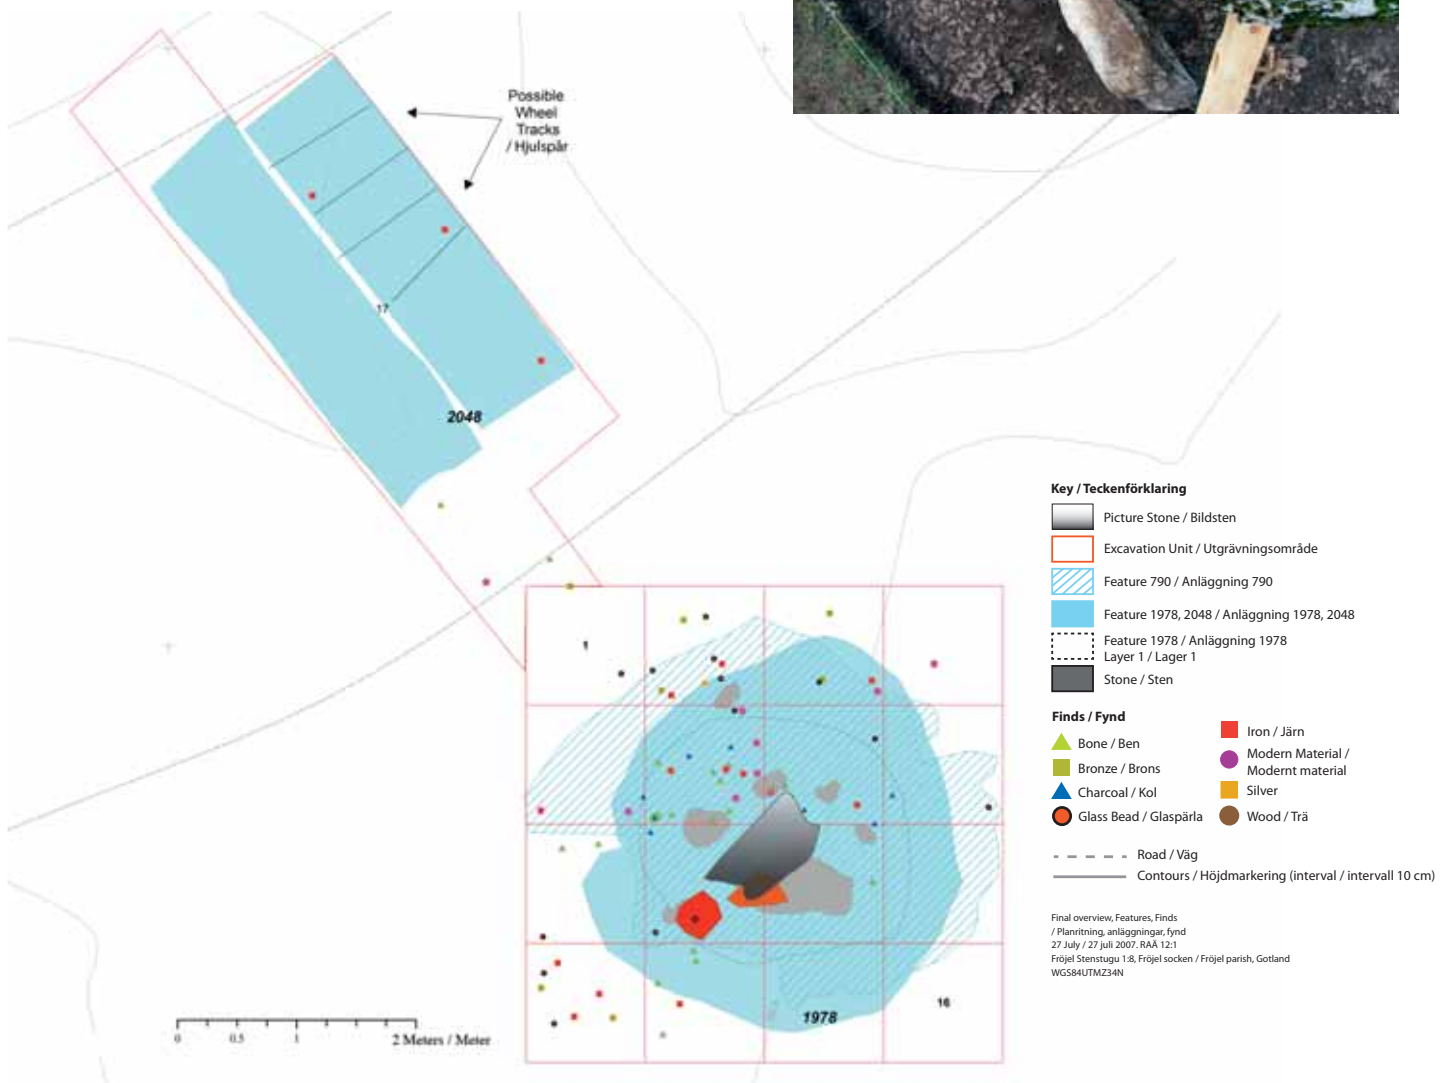 Possible
Wheel
Tracks
/ Hjulspår
17
2048
1
16
1978
0
0.5
1
2 Meters / Meter
Key / Teckenförklaring
Picture Stone / Bildsten
Excavation Unit / Utgrävningsområde
Feature 790 / Anläggning 790
Feature 1978, 2048 / Anläggning 1978, 2048
Feature 1978 / Anläggning 1978
Layer 1 / Lager 1
Stone / Sten
Finds / Fynd
Bone / Ben
Bronze / Brons
Charcoal / Kol
Glass Bead / Glaspärla
Iron / Järn
Modern Material /
Modernt material
Silver
Wood / Trä
Road / Väg
Contours / Höjdmarkering (interval / intervall 10 cm)
Final overview, Features, Finds
/ Planritning, anläggningar, fynd
27 July / 27 juli 2007. RAÄ 12:1
Fröjel Stenstugu 1:8, Fröjel socken / Fröjel parish, Gotland
WGS84UTMZ34N